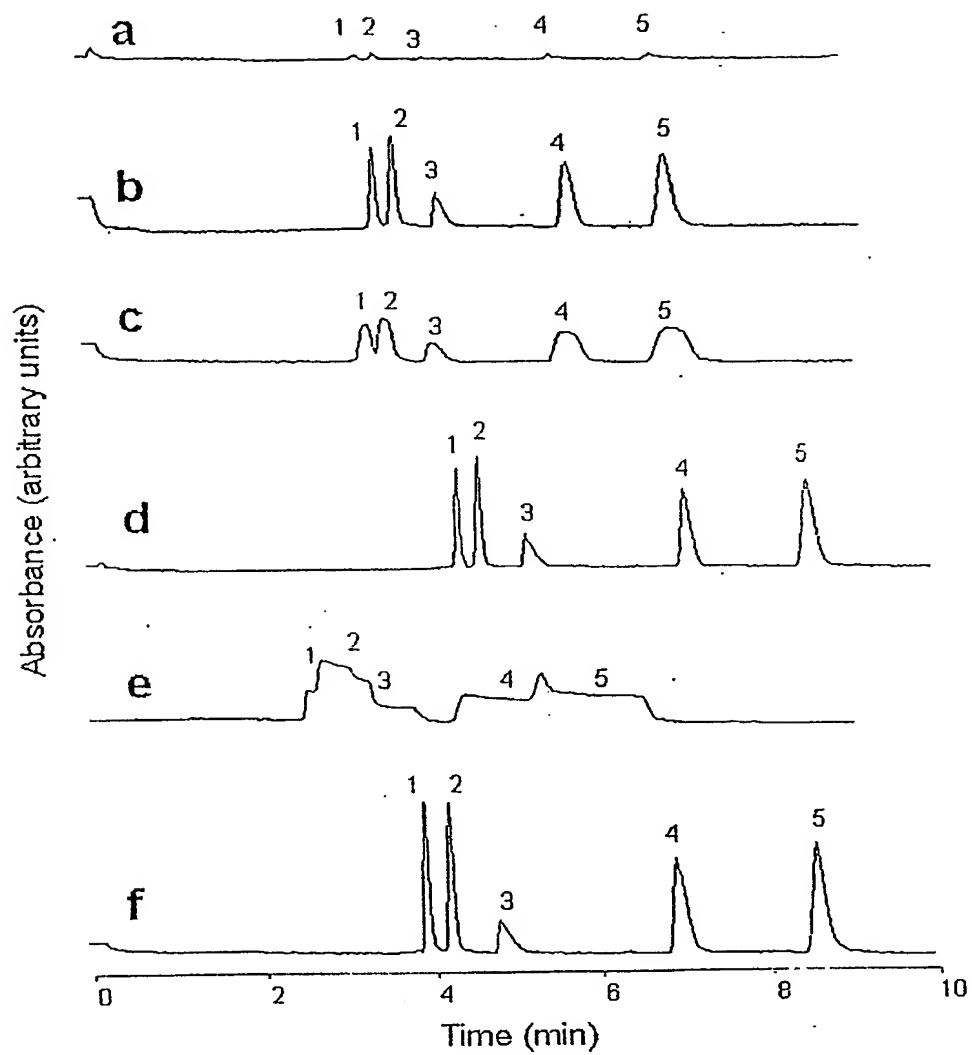 a 1 2 3 4 5
b 1 2 3 4 5
c 1 2 3 4 5
d 1 2 3 4 5
e 1 2 3 4 5
f 1 2 3 4 5
Absorbance (arbitrary units)
0 2 4 6 8 10
Time (min)